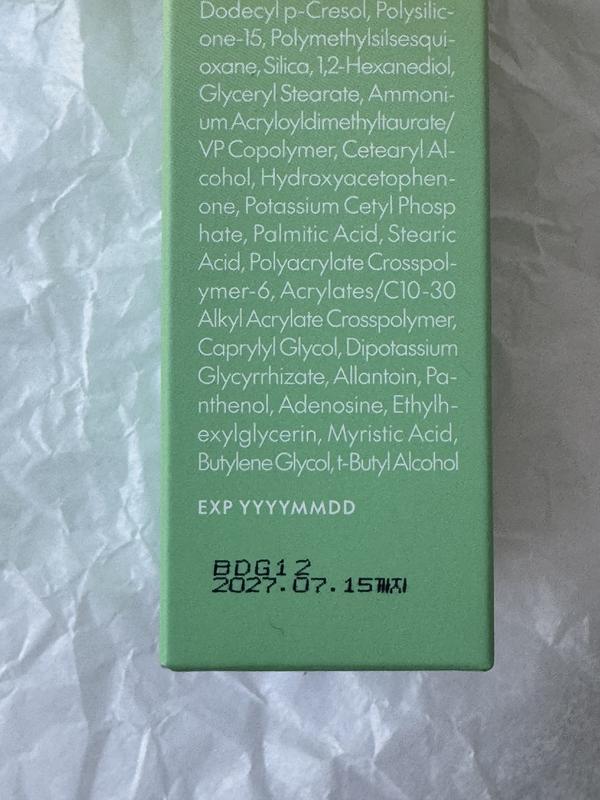 Dodecyl p-Cresol, Polysilic-
one-15, Polymethylsilsesqui-
oxane, Silica, 1,2-Hexanediol,
Glyceryl Stearate, Ammoni-
um Acryloyldimethyltaurate/
VP Copolymer, Cetearyl Al-
cohol, Hydroxyacetophen-
one, Potassium Cetyl Phosp
hate, Palmitic Acid, Stearic
Acid, Polyacrylate Crosspol-
ymer-6, Acrylates/C10-30
Alkyl Acrylate Crosspolymer,
Caprylyl Glycol, Dipotassium
Glycyrrhizate, Allantoin, Pa-
nthenol, Adenosine, Ethylh-
exylglycerin, Myristic Acid,
Butylene Glycol, t-Butyl Alcohol
EXP YYYYMMDD
BDG12
2027.07.15까지